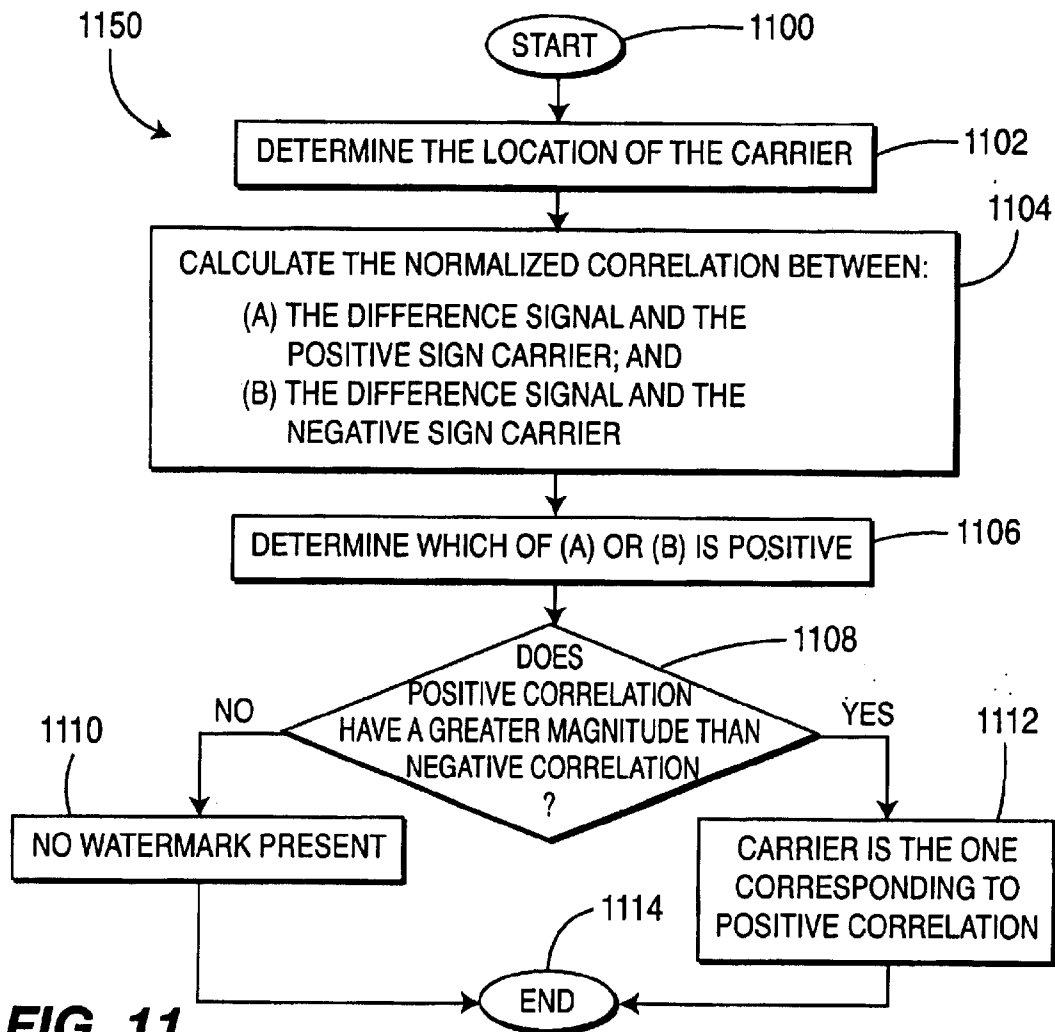 1150
START
1100
DETERMINE THE LOCATION OF THE CARRIER
1102
1104
CALCULATE THE NORMALIZED CORRELATION BETWEEN:
(A) THE DIFFERENCE SIGNAL AND THE
POSITIVE SIGN CARRIER; AND
(B) THE DIFFERENCE SIGNAL AND THE
NEGATIVE SIGN CARRIER
DETERMINE WHICH OF (A) OR (B) IS POSITIVE
1106
1108
DOES
POSITIVE CORRELATION
HAVE A GREATER MAGNITUDE THAN
NEGATIVE CORRELATION
?
NO
YES
1110
1112
NO WATERMARK PRESENT
CARRIER IS THE ONE
CORRESPONDING TO
POSITIVE CORRELATION
1114
END
FIG. 11